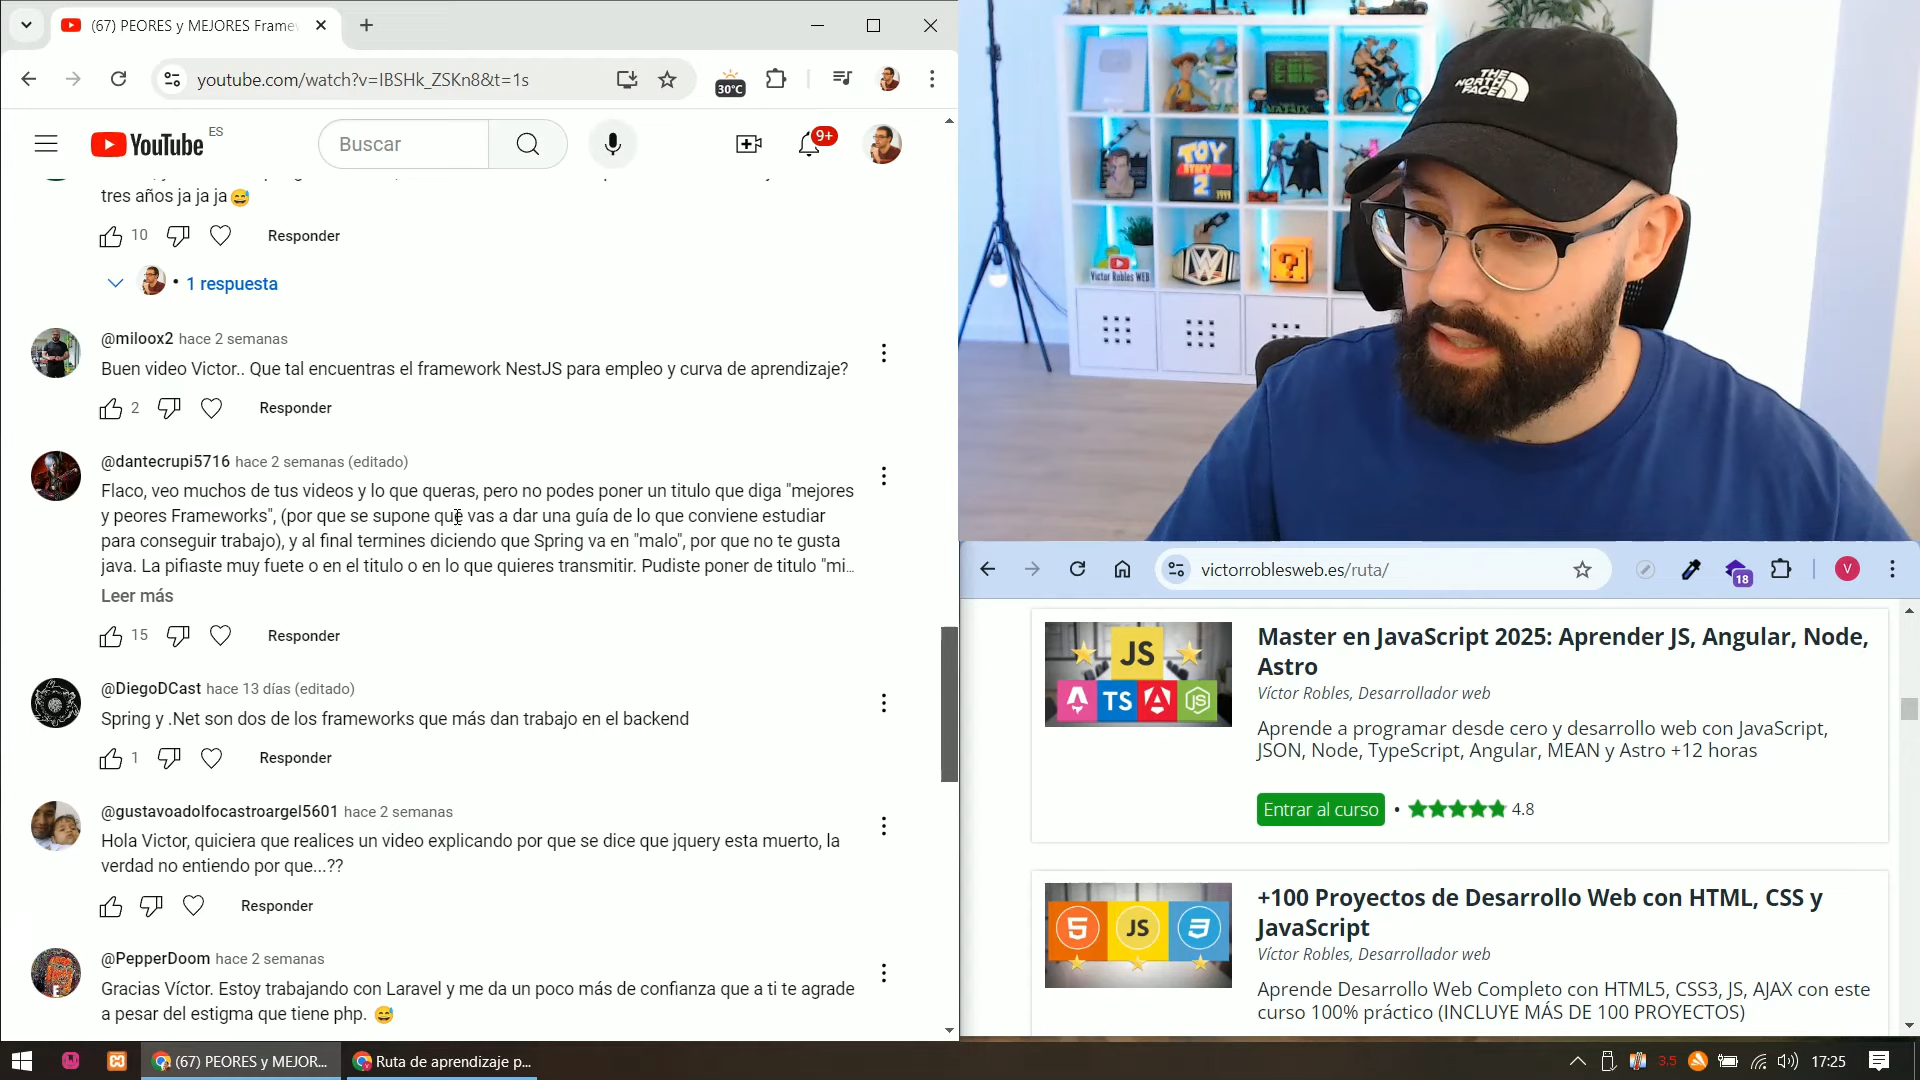 (67) PEORES y MEJORES Frame
youtube.com/watch?v=IBSHk_ZSKn8&t=1s
30°C
YouTube ES
Buscar
9+
tres años ja ja ja😅
10 Responder
• 1 respuesta
@miloox2 hace 2 semanas
Buen video Victor.. Que tal encuentras el framework NestJS para empleo y curva de aprendizaje?
2 Responder
@dantecrupi5716 hace 2 semanas (editado)
Flaco, veo muchos de tus videos y lo que queras, pero no podes poner un titulo que diga "mejores
y peores Frameworks", (por que se supone que vas a dar una guía de lo que conviene estudiar
para conseguir trabajo), y al final termines diciendo que Spring va en "malo", por que no te gusta
java. La pifiaste muy fuete o en el titulo o en lo que quieres transmitir. Pudiste poner de titulo "mi...
Leer más
15 Responder
@DiegoDCast hace 13 días (editado)
Spring y .Net son dos de los frameworks que más dan trabajo en el backend
1 Responder
@gustavoadolfocastroargel5601 hace 2 semanas
Hola Victor, quiciera que realices un video explicando por que se dice que jquery esta muerto, la
verdad no entiendo por que...??
Responder
@PepperDoom hace 2 semanas
Gracias Víctor. Estoy trabajando con Laravel y me da un poco más de confianza que a ti te agrade
a pesar del estigma que tiene php. 😅
THE
NORTH
FACE
TOY
STORY
2
Victor Robles WEB
W
?
victorroblesweb.es/ruta/
18
V
JS
TS
Master en JavaScript 2025: Aprender JS, Angular, Node,
Astro
Víctor Robles, Desarrollador web
Aprende a programar desde cero y desarrollo web con JavaScript,
JSON, Node, TypeScript, Angular, MEAN y Astro +12 horas
Entrar al curso • 4.8
5 JS 3
+100 Proyectos de Desarrollo Web con HTML, CSS y
JavaScript
Víctor Robles, Desarrollador web
Aprende Desarrollo Web Completo con HTML5, CSS3, JS, AJAX con este
curso 100% práctico (INCLUYE MÁS DE 100 PROYECTOS)
(67) PEORES y MEJOR...
Ruta de aprendizaje p...
3.5
17:25